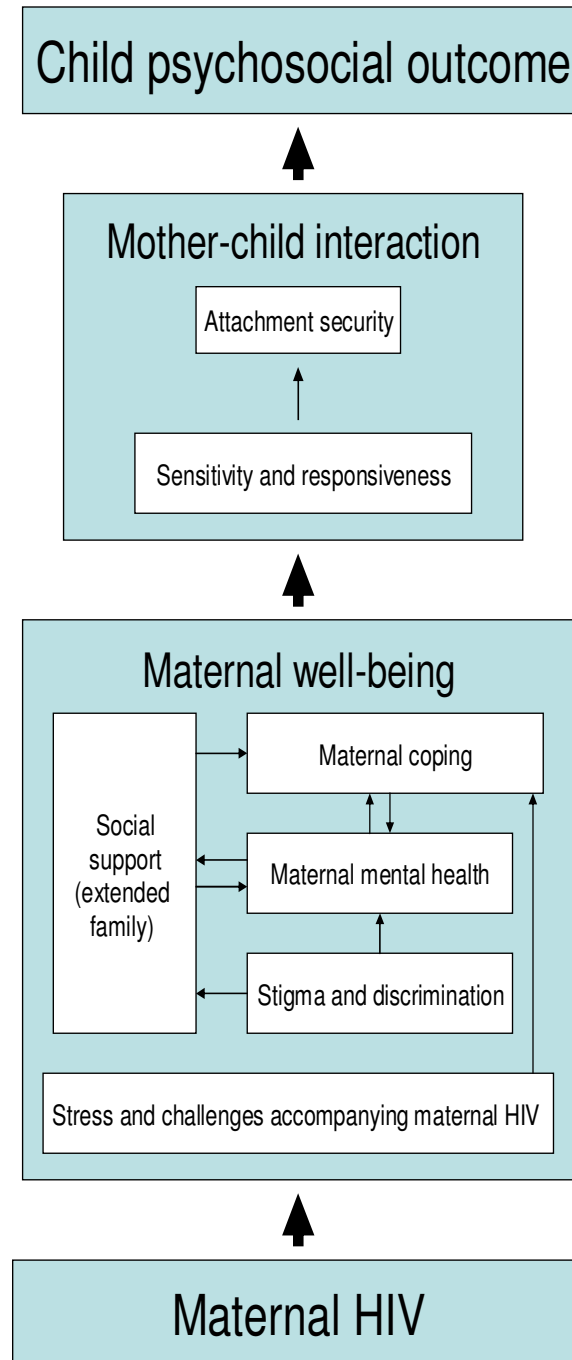 Child psychosocial outcome
Mother-child interaction
Attachment security
Sensitivity and responsiveness
Maternal well-being
Maternal coping
Social
support
(extended
family)
Maternal mental health
Stigma and discrimination
Stress and challenges accompanying maternal HIV
Maternal HIV